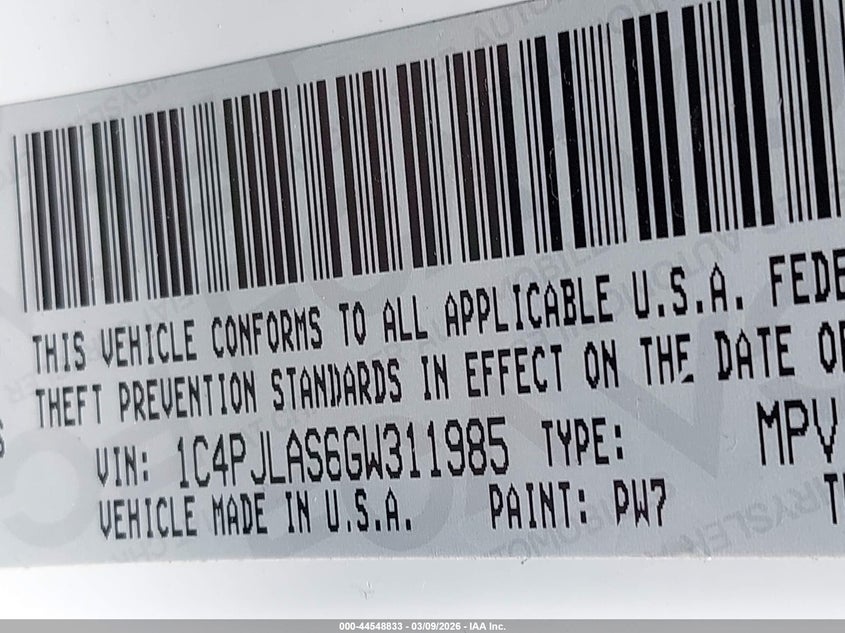 THIS VEHICLE CONFORMS TO ALL APPLICABLE U.S.A. FEDE
THEFT PREVENTION STANDARDS IN EFFECT ON THE DATE OF
VIN: 1C4PJLAS6GW311985 TYPE: MPV
VEHICLE MADE IN U.S.A. PAINT: PW7
000-44548833 - 03/09/2026 - IAA Inc.